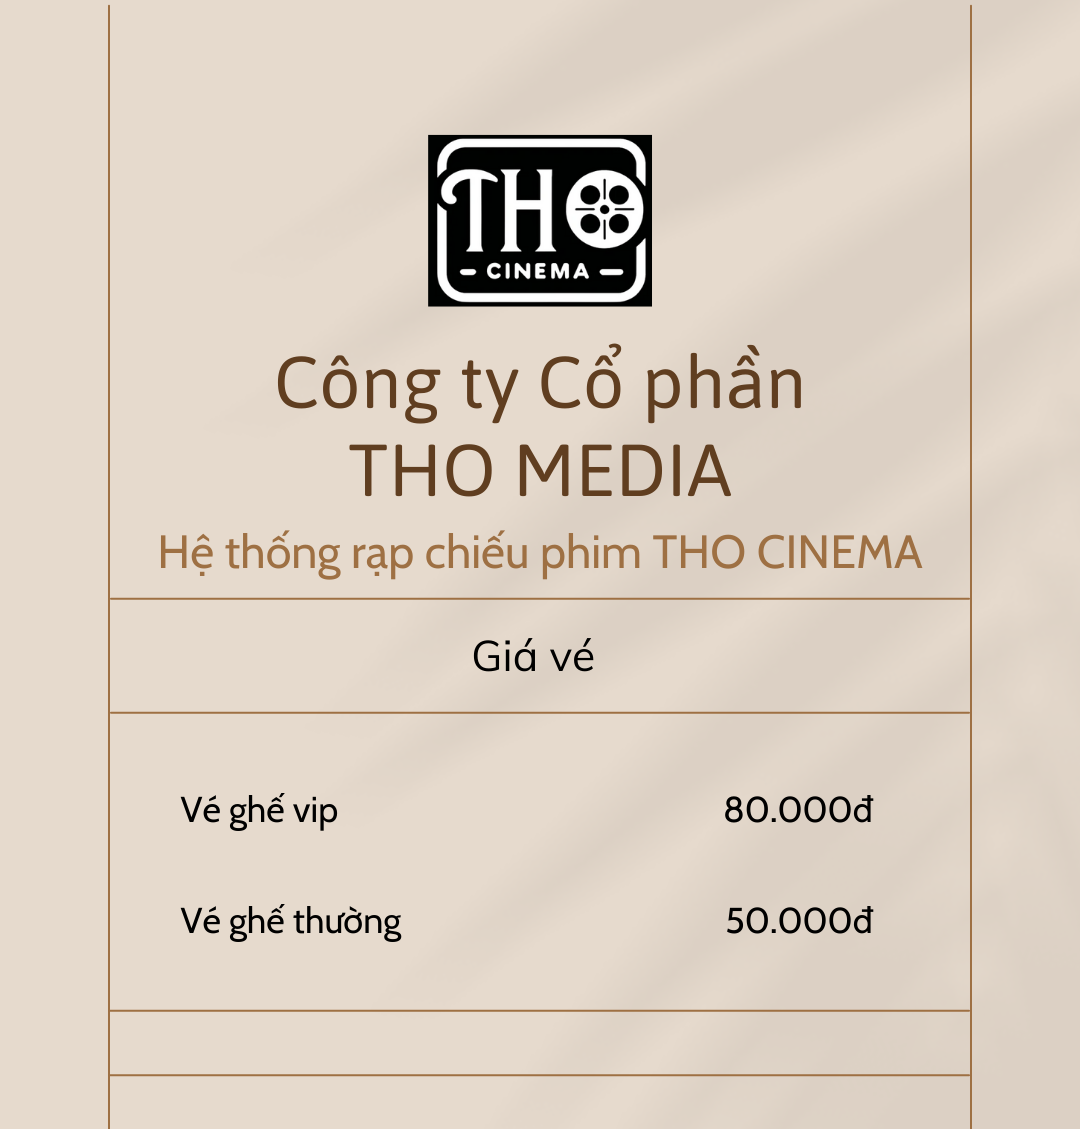 THO
CINEMA
Công ty Cổ phần
THO MEDIA
Hệ thống rạp chiếu phim THO CINEMA
Giá vé
Vé ghế vip 80.000đ
Vé ghế thường 50.000đ